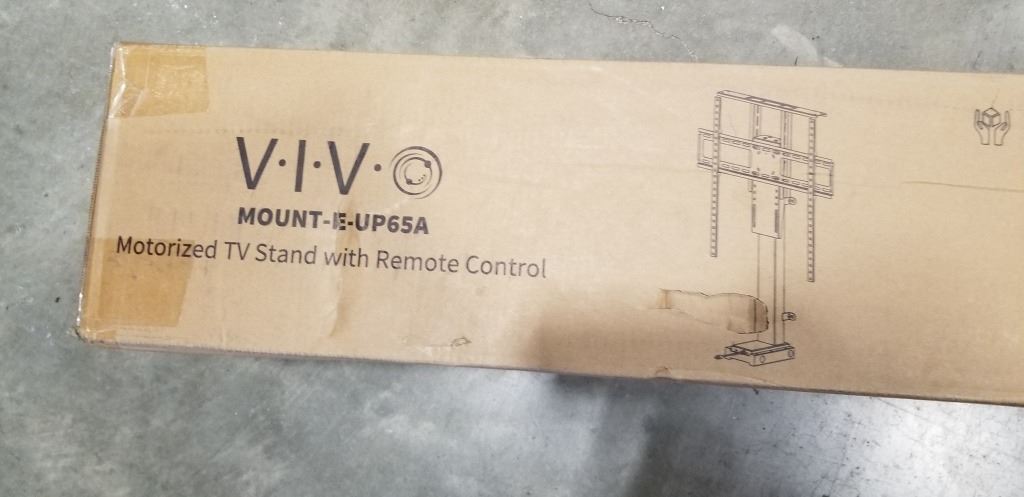 V·I·V·O
MOUNT-E-UP65A
Motorized TV Stand with Remote Control